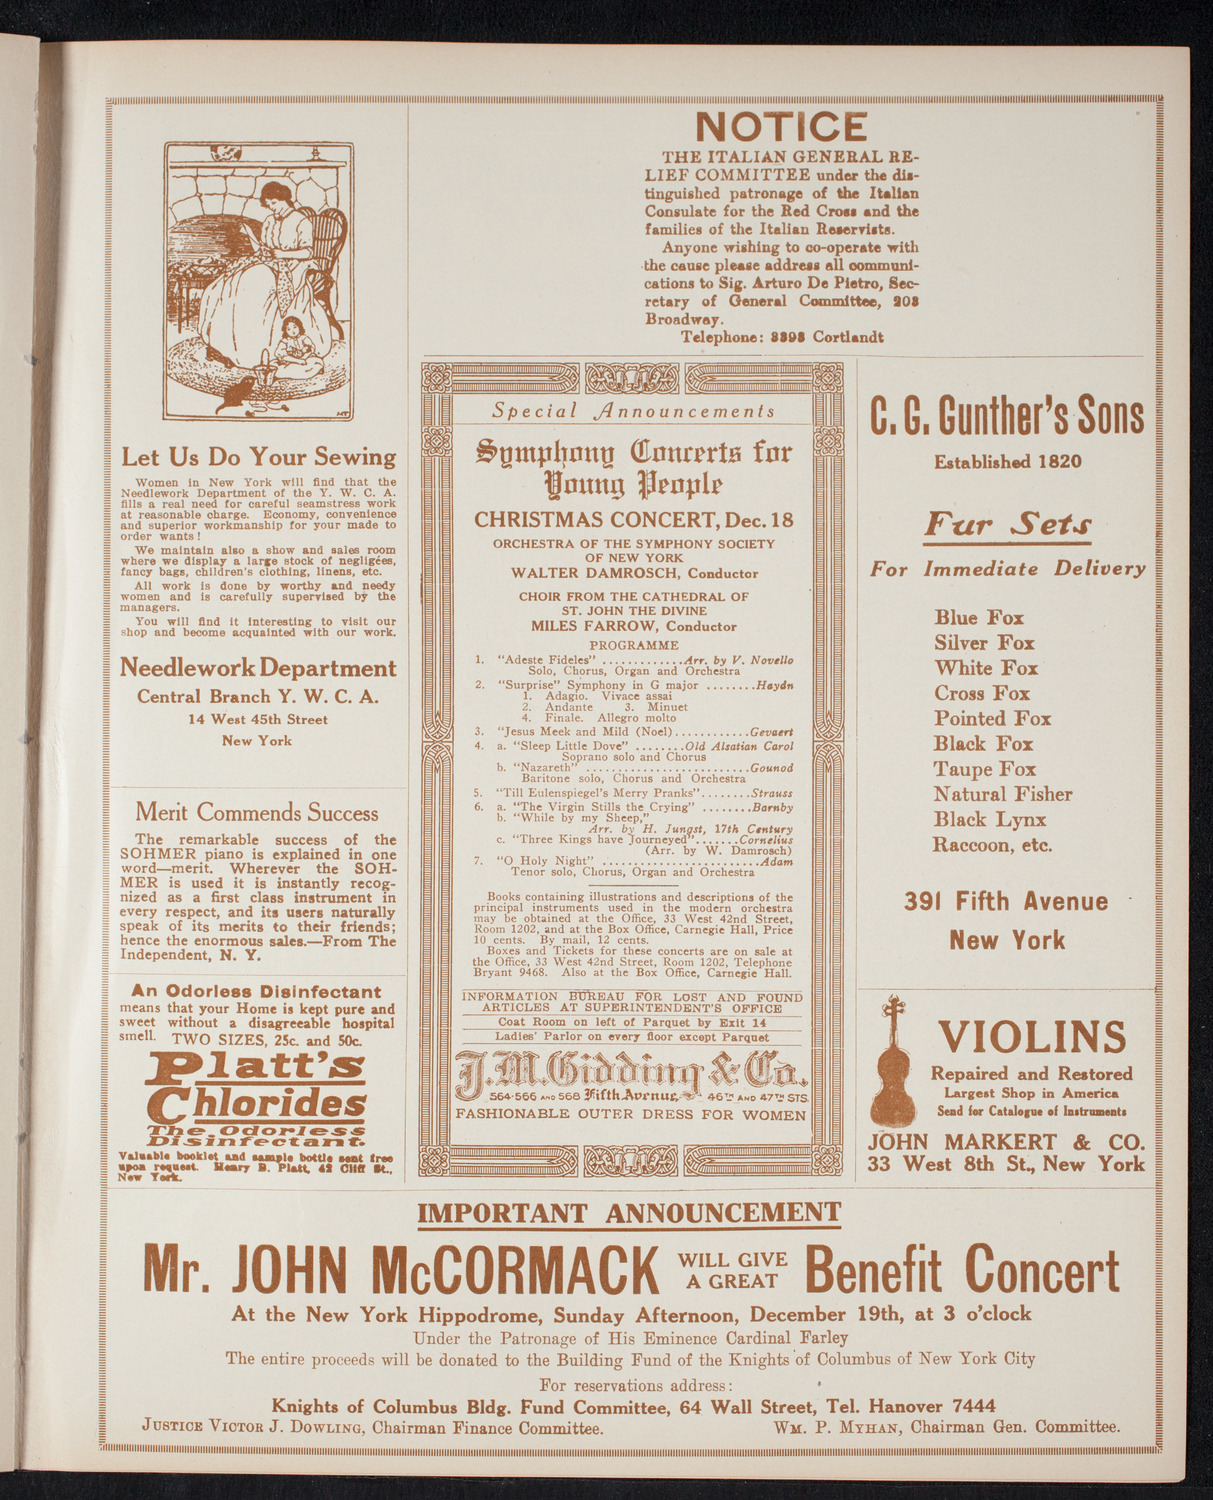 NOTICE
THE ITALIAN GENERAL RE-
LIEF COMMITTEE under the dis-
tinguished patronage of the Italian
Consulate for the Red Cross and the
families of the Italian Reservists.
Anyone wishing to co-operate with
the cause please address all communi-
cations to Sig. Arturo De Pietro, Sec-
retary of General Committee, 203
Broadway.
Telephone: 3398 Cortlandt
HT
Let Us Do Your Sewing
Women in New York will find that the
Needlework Department of the Y. W. C. A.
fills a real need for careful seamstress work
at reasonable charge. Economy, convenience
and superior workmanship for your made to
order wants!
We maintain also a show and sales room
where we display a large stock of negligées,
fancy bags, children's clothing, linens, etc.
All work is done by worthy and needy
women and is carefully supervised by the
managers.
You will find it interesting to visit our
shop and become acquainted with our work.
Needlework Department
Central Branch Y. W. C. A.
14 West 45th Street
New York
Merit Commends Success
The remarkable success of the
SOHMER piano is explained in one
word—merit. Wherever the SOH-
MER is used it is instantly recog-
nized as a first class instrument in
every respect, and its users naturally
speak of its merits to their friends;
hence the enormous sales.—From The
Independent, N. Y.
An Odorless Disinfectant
means that your Home is kept pure and
sweet without a disagreeable hospital
smell. TWO SIZES, 25c. and 50c.
Platt's
Chlorides
The Odorless
Disinfectant.
Valuable booklet and sample bottle sent free
upon request. Henry B. Platt, 42 Cliff St.,
New York.
Special Announcements
Symphony Concerts for
Young People
CHRISTMAS CONCERT, Dec. 18
ORCHESTRA OF THE SYMPHONY SOCIETY
OF NEW YORK
WALTER DAMROSCH, Conductor
CHOIR FROM THE CATHEDRAL OF
ST. JOHN THE DIVINE
MILES FARROW, Conductor
PROGRAMME
1. "Adeste Fideles" .............Arr. by V. Novello
Solo, Chorus, Organ and Orchestra
2. "Surprise" Symphony in G major ........Haydn
1. Adagio. Vivace assai
2. Andante 3. Minuet
4. Finale. Allegro molto
3. "Jesus Meek and Mild (Noel)............Gevaert
4. a. "Sleep Little Dove" ........Old Alsatian Carol
Soprano solo and Chorus
b. "Nazareth" ..........................Gounod
Baritone solo, Chorus and Orchestra
5. "Till Eulenspiegel's Merry Pranks"........Strauss
6. a. "The Virgin Stills the Crying" ........Barnby
b. "While by my Sheep,"
Arr. by H. Jungst, 17th Century
c. "Three Kings have Journeyed".......Cornelius
(Arr. by W. Damrosch)
7. "O Holy Night" .........................Adam
Tenor solo, Chorus, Organ and Orchestra
Books containing illustrations and descriptions of the
principal instruments used in the modern orchestra
may be obtained at the Office, 33 West 42nd Street,
Room 1202, and at the Box Office, Carnegie Hall, Price
10 cents. By mail, 12 cents.
Boxes and Tickets for these concerts are on sale at
the Office, 33 West 42nd Street, Room 1202, Telephone
Bryant 9468. Also at the Box Office, Carnegie Hall.
INFORMATION BUREAU FOR LOST AND FOUND
ARTICLES AT SUPERINTENDENT'S OFFICE
Coat Room on left of Parquet by Exit 14
Ladies' Parlor on every floor except Parquet
J.M. Gidding & Co.
564-566 AND 568 Fifth Avenue 46TH AND 47TH STS.
FASHIONABLE OUTER DRESS FOR WOMEN
C. G. Gunther's Sons
Established 1820
Fur Sets
For Immediate Delivery
Blue Fox
Silver Fox
White Fox
Cross Fox
Pointed Fox
Black Fox
Taupe Fox
Natural Fisher
Black Lynx
Raccoon, etc.
391 Fifth Avenue
New York
VIOLINS
Repaired and Restored
Largest Shop in America
Send for Catalogue of Instruments
JOHN MARKERT & CO.
33 West 8th St., New York
IMPORTANT ANNOUNCEMENT
Mr. JOHN McCORMACK WILL GIVE A GREAT Benefit Concert
At the New York Hippodrome, Sunday Afternoon, December 19th, at 3 o'clock
Under the Patronage of His Eminence Cardinal Farley
The entire proceeds will be donated to the Building Fund of the Knights of Columbus of New York City
For reservations address:
Knights of Columbus Bldg. Fund Committee, 64 Wall Street, Tel. Hanover 7444
JUSTICE VICTOR J. DOWLING, Chairman Finance Committee. WM. P. MYHAN, Chairman Gen. Committee.